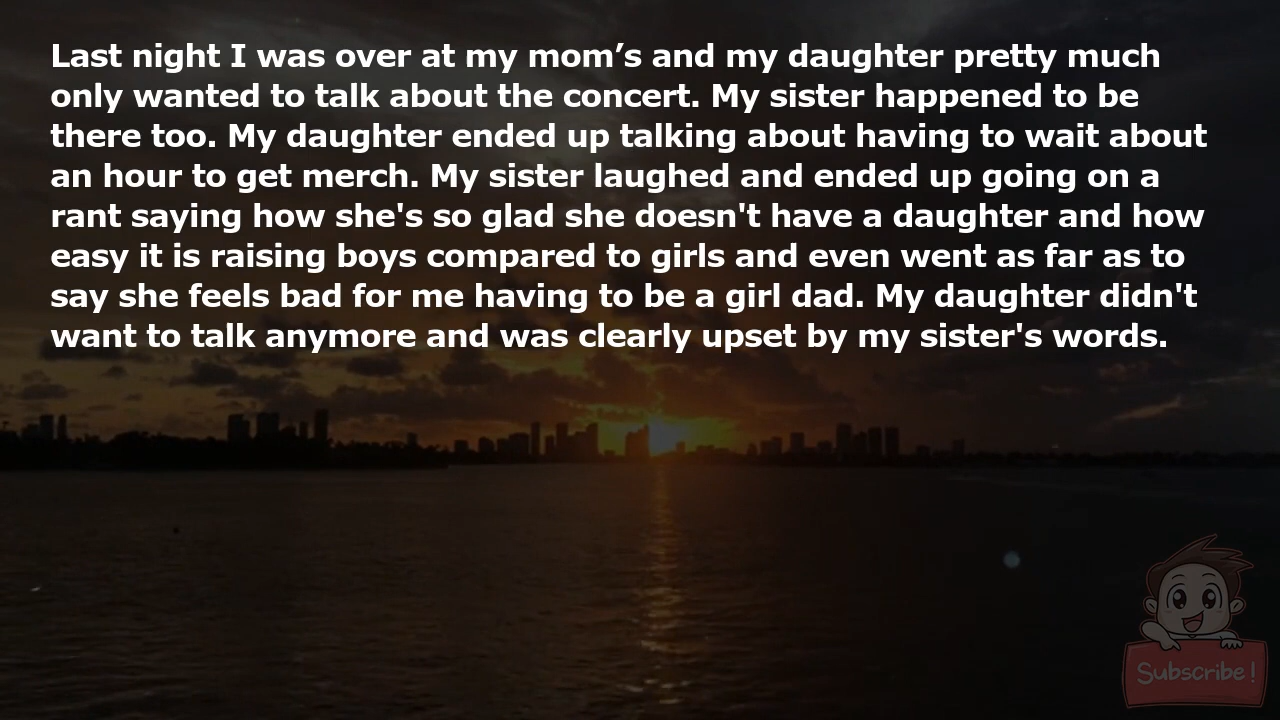 Last night I was over at my mom’s and my daughter pretty much
only wanted to talk about the concert. My sister happened to be
there too. My daughter ended up talking about having to wait about
an hour to get merch. My sister laughed and ended up going on a
rant saying how she's so glad she doesn't have a daughter and how
easy it is raising boys compared to girls and even went as far as to
say she feels bad for me having to be a girl dad. My daughter didn't
want to talk anymore and was clearly upset by my sister's words.
Subscribe!